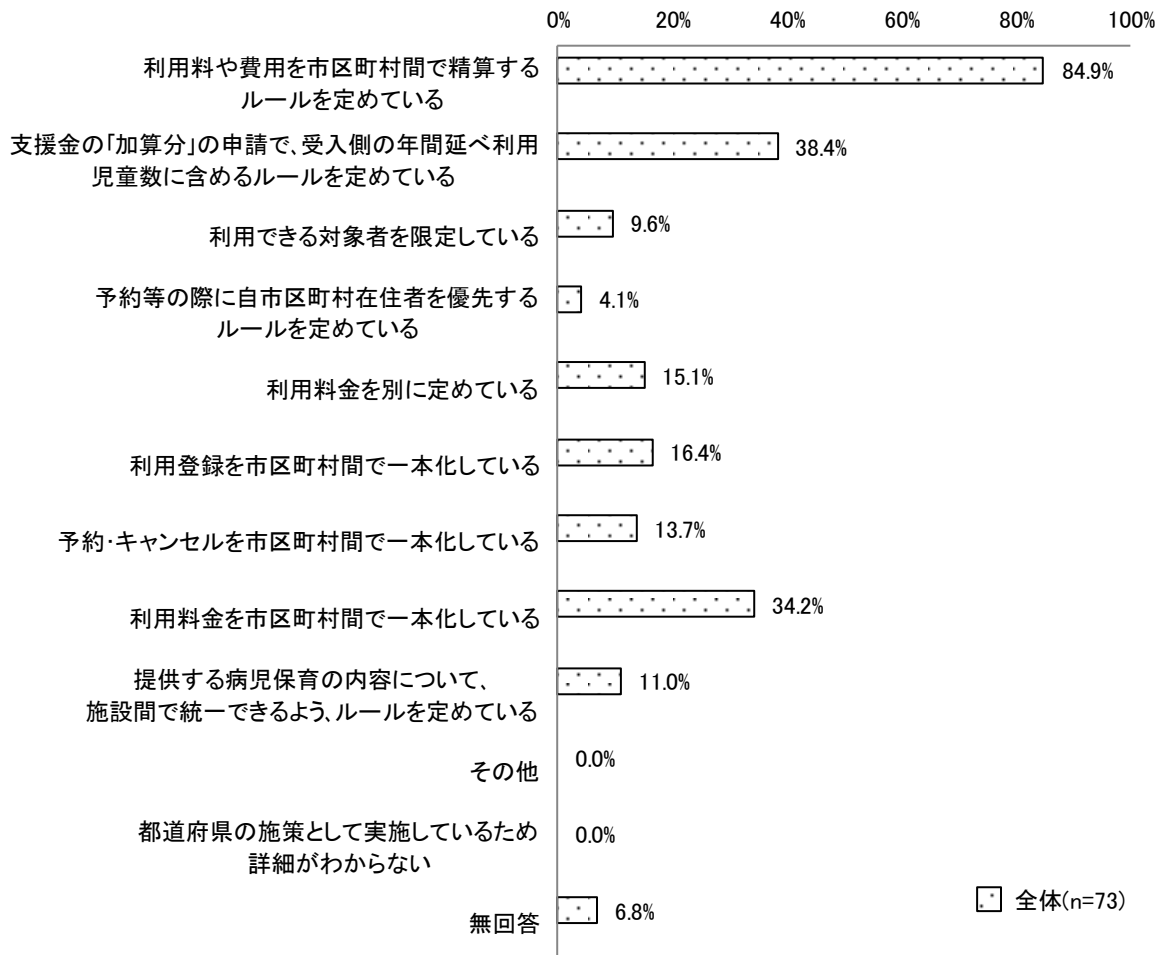 0% 20% 40% 60% 80% 100%
利用料や費用を市区町村間で精算する
ルールを定めている
84.9%
支援金の「加算分」の申請で、受入側の年間延べ利用
児童数に含めるルールを定めている
38.4%
利用できる対象者を限定している
9.6%
予約等の際に自市区町村在住者を優先する
ルールを定めている
4.1%
利用料金を別に定めている
15.1%
利用登録を市区町村間で一本化している
16.4%
予約・キャンセルを市区町村間で一本化している
13.7%
利用料金を市区町村間で一本化している
34.2%
提供する病児保育の内容について、
施設間で統一できるよう、ルールを定めている
11.0%
その他
0.0%
都道府県の施策として実施しているため
詳細がわからない
0.0%
無回答
6.8%
全体(n=73)